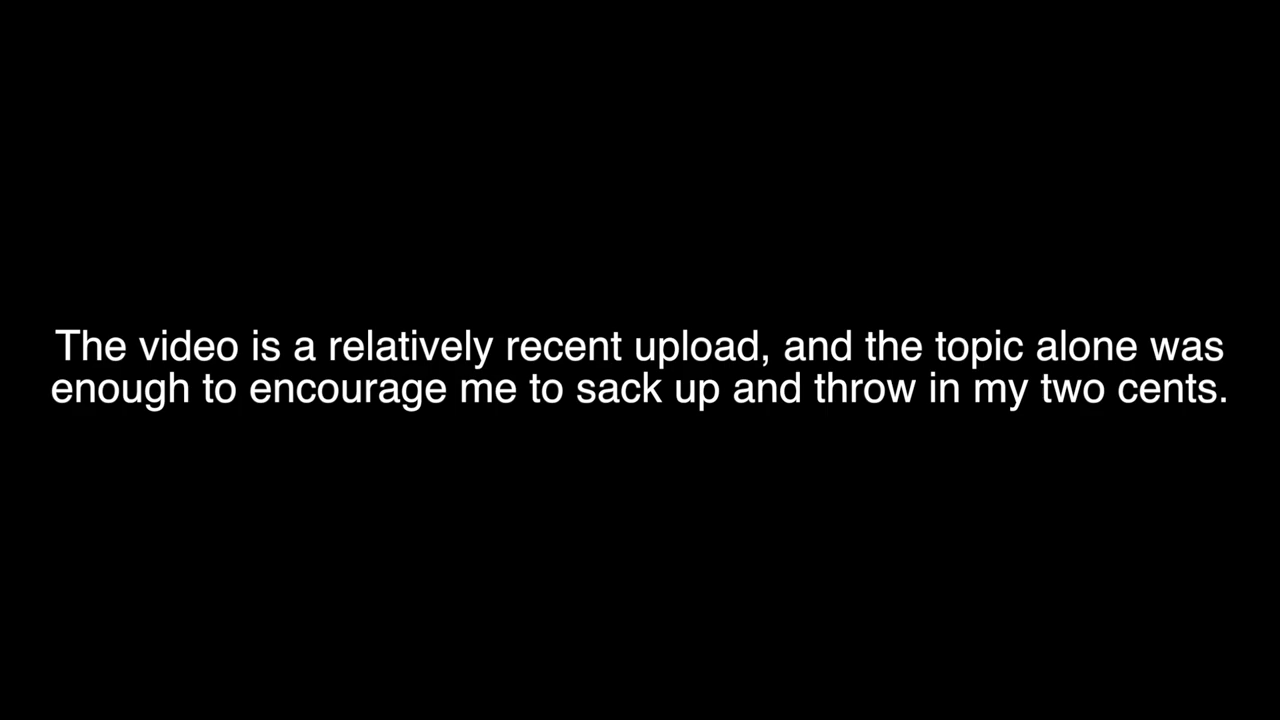 The video is a relatively recent upload, and the topic alone was
enough to encourage me to sack up and throw in my two cents.